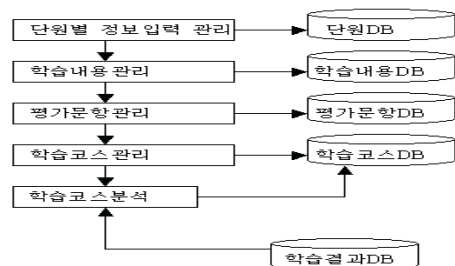 단원별 정보입력 관리
단원DB
학습내용관리
학습내용DB
평가문항관리
평가문항DB
학습코스관리
학습코스DB
학습코스분석
학습결과DB